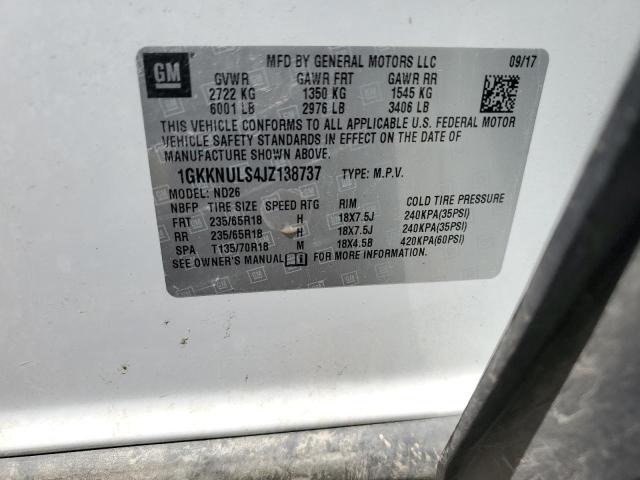 GM
MFD BY GENERAL MOTORS LLC 09/17
GVWR GAWR FRT GAWR RR
2722 KG 1350 KG 1545 KG
6001 LB 2976 LB 3406 LB
THIS VEHICLE CONFORMS TO ALL APPLICABLE U.S. FEDERAL MOTOR
VEHICLE SAFETY STANDARDS IN EFFECT ON THE DATE OF
MANUFACTURE SHOWN ABOVE.
1GKKNULS4JZ138737 TYPE: M.P.V.
MODEL: ND26
NBFP TIRE SIZE SPEED RTG RIM COLD TIRE PRESSURE
FRT 235/65R18 H 18X7.5J 240KPA(35PSI)
RR 235/65R18 H 18X7.5J 240KPA(35PSI)
SPA T135/70R18 M 18X4.5B 420KPA(60PSI)
SEE OWNER'S MANUAL